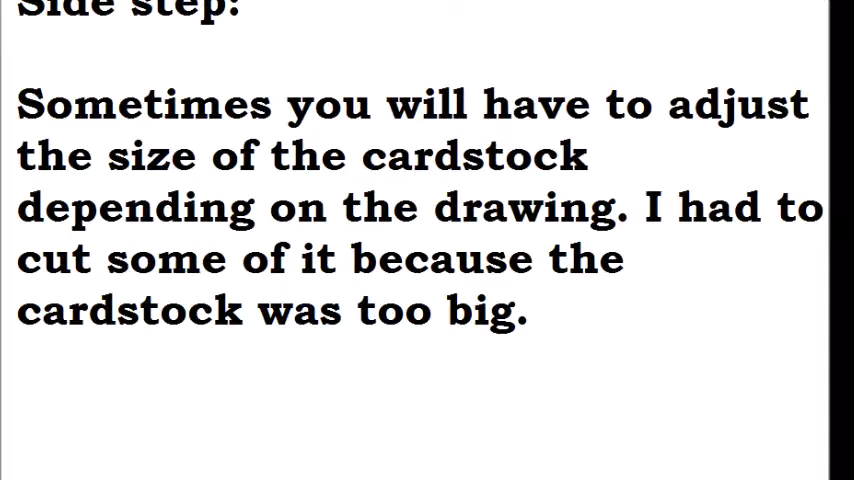 Side step:
Sometimes you will have to adjust
the size of the cardstock
depending on the drawing. I had to
cut some of it because the
cardstock was too big.